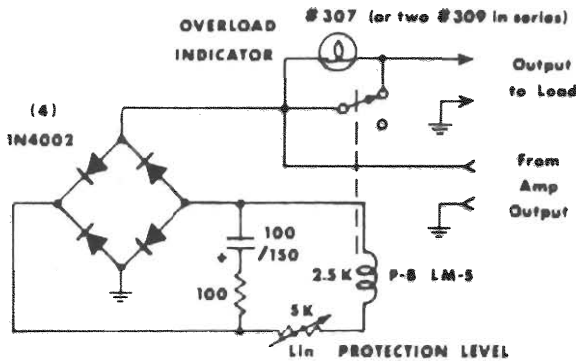 #307 (or two #309 in series)
OVERLOAD
INDICATOR
Output
to Load
(4)
1N4002
From
Amp
Output
100
/150
+
2.5K
P-B LM-5
100
5K
Lin PROTECTION LEVEL